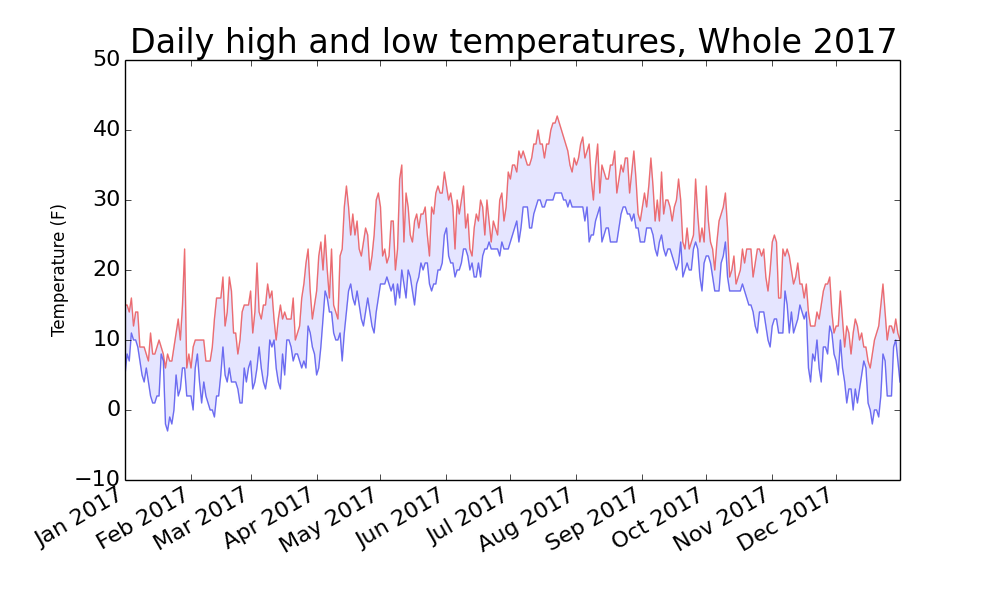 Daily high and low temperatures, Whole 2017
50
40
30
20
10
0
−10
Temperature (F)
Jan 2017
Feb 2017
Mar 2017
Apr 2017
May 2017
Jun 2017
Jul 2017
Aug 2017
Sep 2017
Oct 2017
Nov 2017
Dec 2017